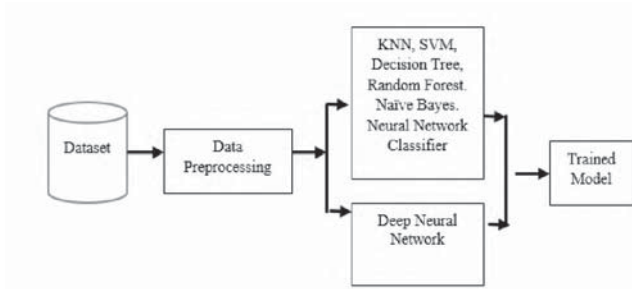 Dataset
Data
Preprocessing
KNN, SVM,
Decision Tree,
Random Forest.
Naïve Bayes.
Neural Network
Classifier
Deep Neural
Network
Trained
Model